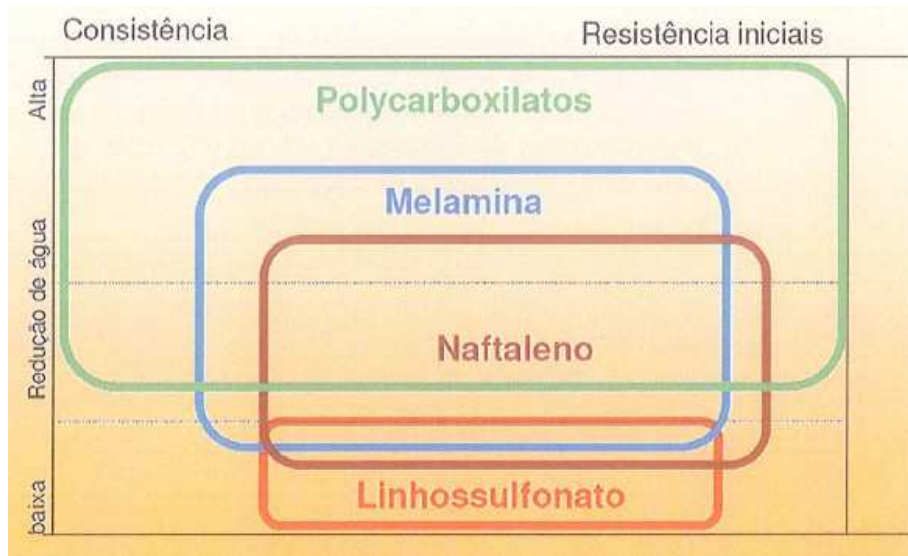 Consistência
Resistência iniciais
Alta
Redução de água
baixa
Polycarboxilatos
Melamina
Naftaleno
Linhossulfonato